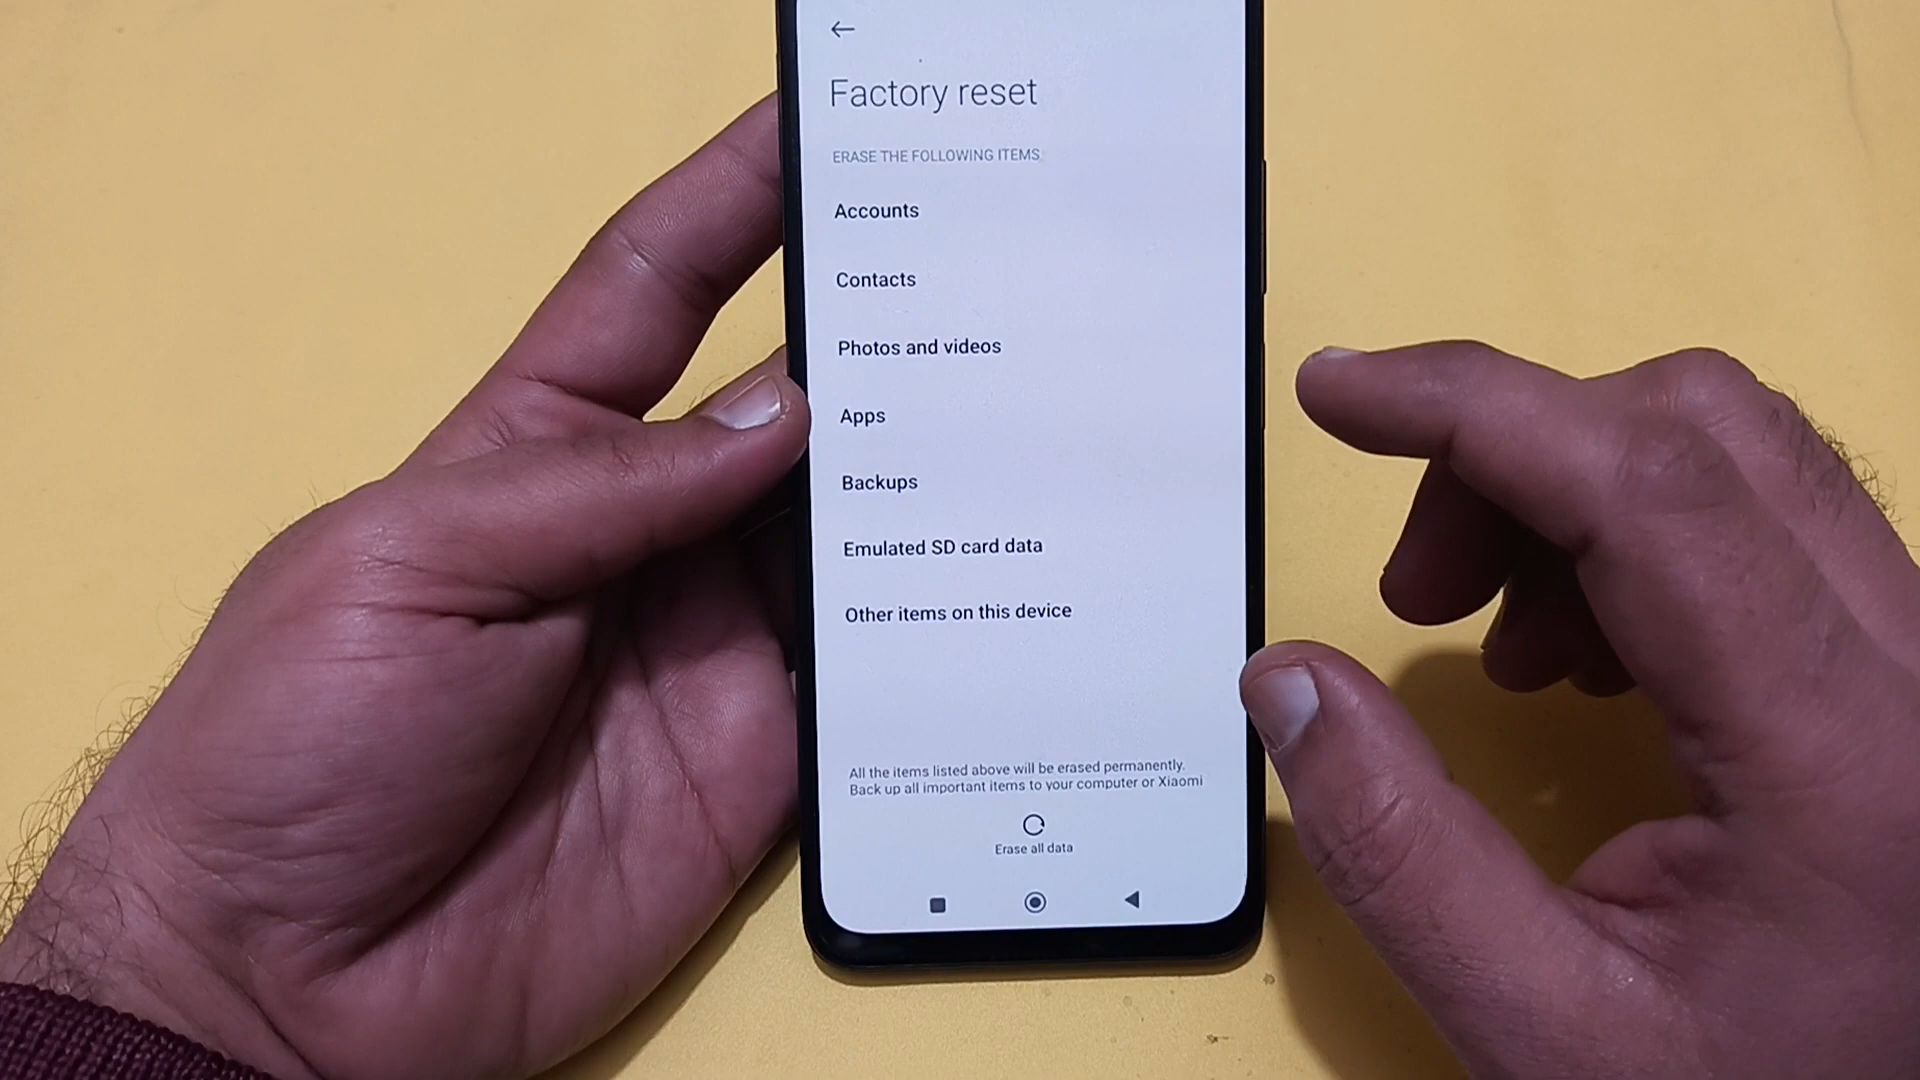 Factory reset
ERASE THE FOLLOWING ITEMS
Accounts
Contacts
Photos and videos
Apps
Backups
Emulated SD card data
Other items on this device
All the items listed above will be erased permanently.
Back up all important items to your computer or Xiaomi
Erase all data